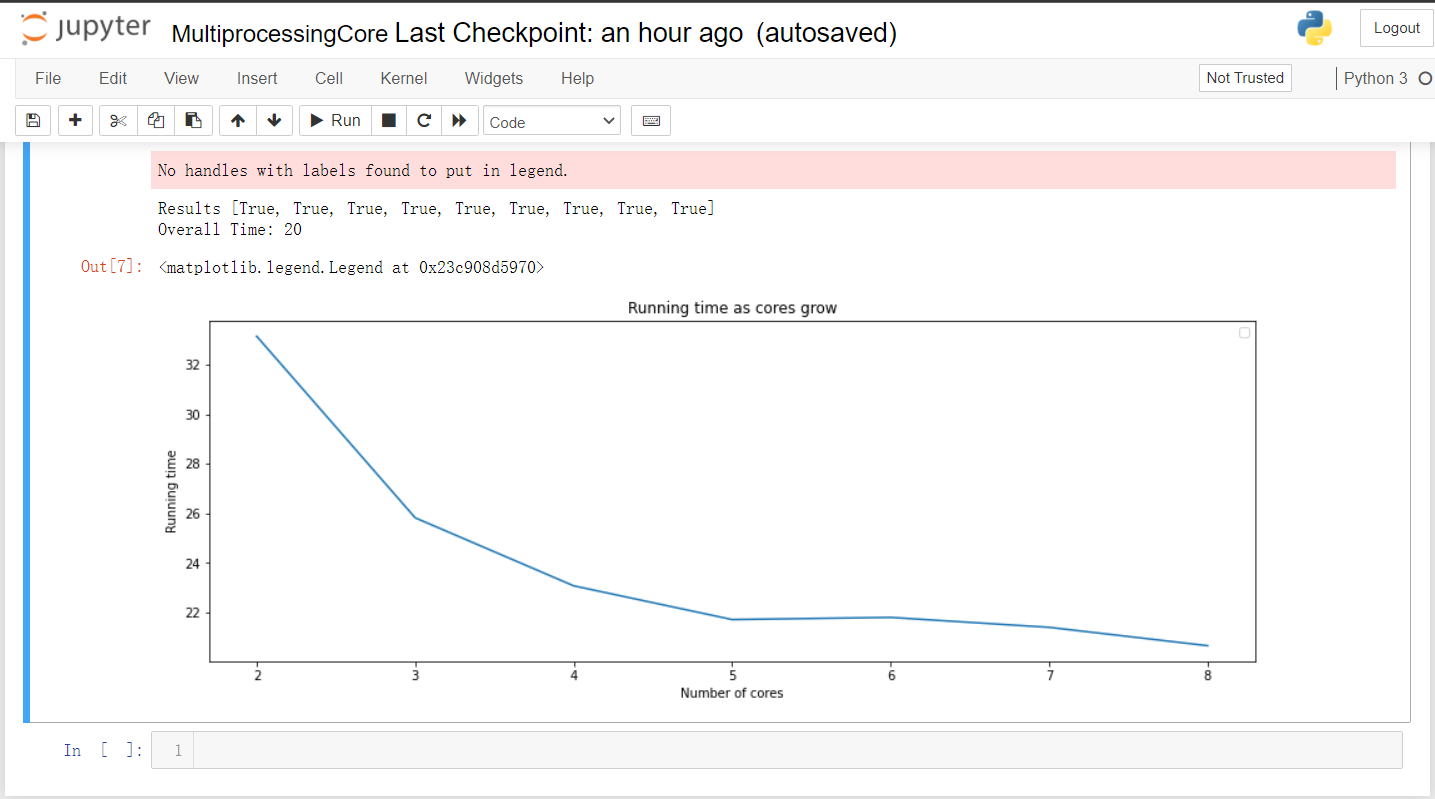 jupyter MultiprocessingCore Last Checkpoint: an hour ago (autosaved) Logout
File Edit View Insert Cell Kernel Widgets Help Not Trusted Python 3
Run Code
No handles with labels found to put in legend.
Results [True, True, True, True, True, True, True, True, True]
Overall Time: 20
Out[7]: <matplotlib.legend.Legend at 0x23c908d5970>
Running time as cores grow
32
30
28
26
24
22
Running time
2 3 4 5 6 7 8
Number of cores
In [ ]: 1